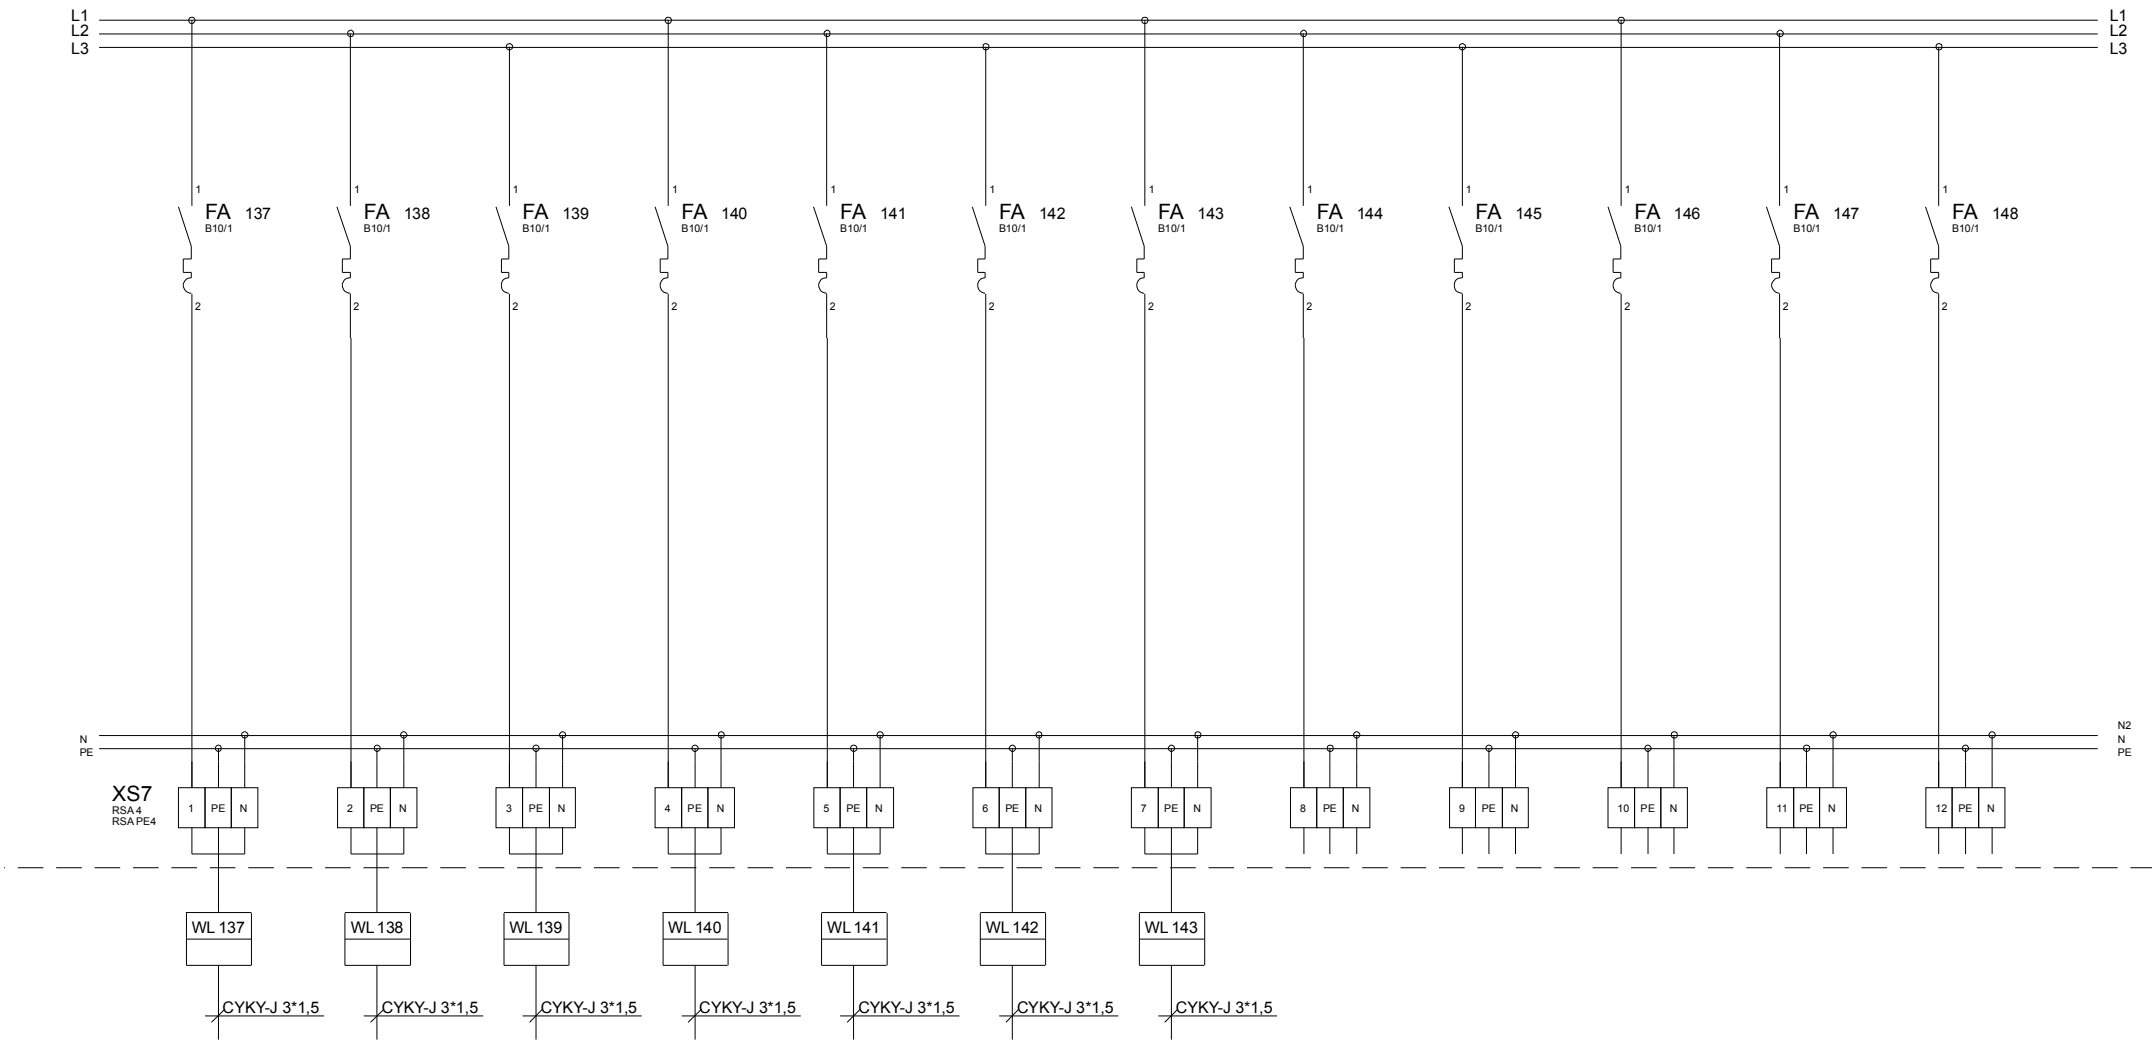 L1 L1
L2 L2
L3 L3
1 1 1 1 1 1 1 1 1 1 1 1
FA 137 FA 138 FA 139 FA 140 FA 141 FA 142 FA 143 FA 144 FA 145 FA 146 FA 147 FA 148
B10/1 B10/1 B10/1 B10/1 B10/1 B10/1 B10/1 B10/1 B10/1 B10/1 B10/1 B10/1
2 2 2 2 2 2 2 2 2 2 2 2
N2
N N
PE PE
XS7
RSA 4
RSA PE4
1 PE N 2 PE N 3 PE N 4 PE N 5 PE N 6 PE N 7 PE N 8 PE N 9 PE N 10 PE N 11 PE N 12 PE N
WL 137 WL 138 WL 139 WL 140 WL 141 WL 142 WL 143
CYKY-J 3*1,5 CYKY-J 3*1,5 CYKY-J 3*1,5 CYKY-J 3*1,5 CYKY-J 3*1,5 CYKY-J 3*1,5 CYKY-J 3*1,5